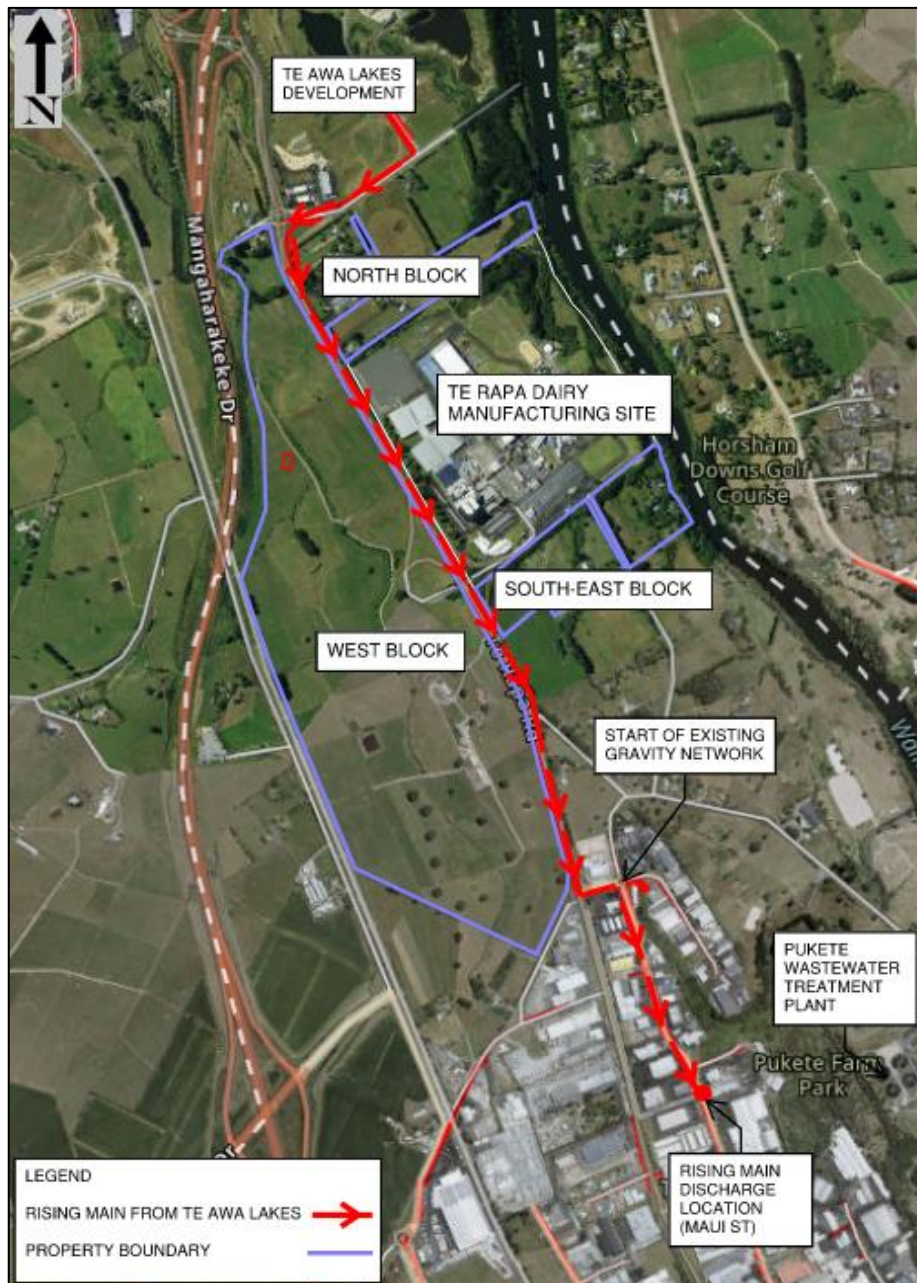 N
TE AWA LAKES
DEVELOPMENT
Mangaharakeke Dr
NORTH BLOCK
TE RAPA DAIRY
MANUFACTURING SITE
Horsham
Downs Golf
Course
SOUTH-EAST BLOCK
WEST BLOCK
START OF EXISTING
GRAVITY NETWORK
PUKETE
WASTEWATER
TREATMENT
PLANT
Pukete Farm
Park
LEGEND
RISING MAIN FROM TE AWA LAKES
PROPERTY BOUNDARY
RISING MAIN
DISCHARGE
LOCATION
(MAUI ST)